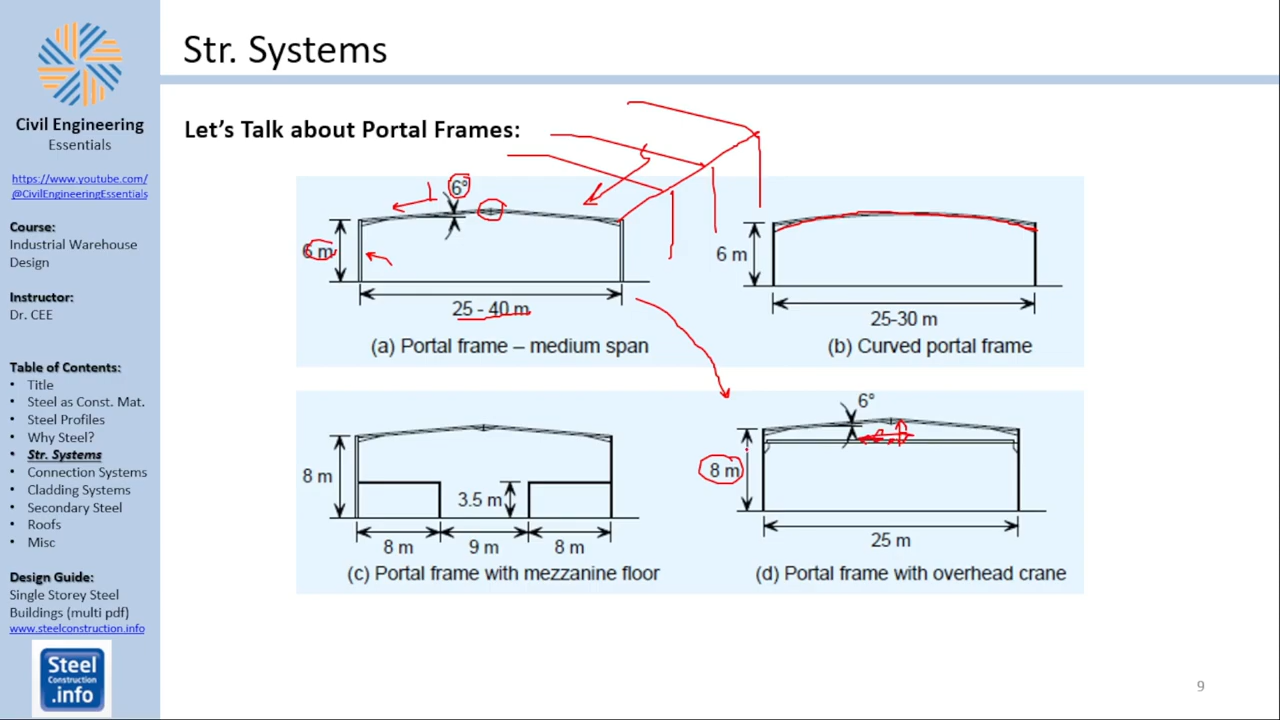 Str. Systems
Civil Engineering
Essentials
https://www.youtube.com/
@CivilEngineeringEssentials
Course:
Industrial Warehouse
Design
Instructor:
Dr. CEE
Table of Contents:
• Title
• Steel as Const. Mat.
• Steel Profiles
• Why Steel?
• Str. Systems
• Connection Systems
• Cladding Systems
• Secondary Steel
• Roofs
• Misc
Design Guide:
Single Storey Steel
Buildings (multi pdf)
www.steelconstruction.info
Steel
Construction
.info
Let's Talk about Portal Frames:
6°
6 m
25 - 40 m
(a) Portal frame – medium span
6 m
25-30 m
(b) Curved portal frame
8 m
3.5 m
8 m
9 m
8 m
(c) Portal frame with mezzanine floor
6°
8 m
25 m
(d) Portal frame with overhead crane
9